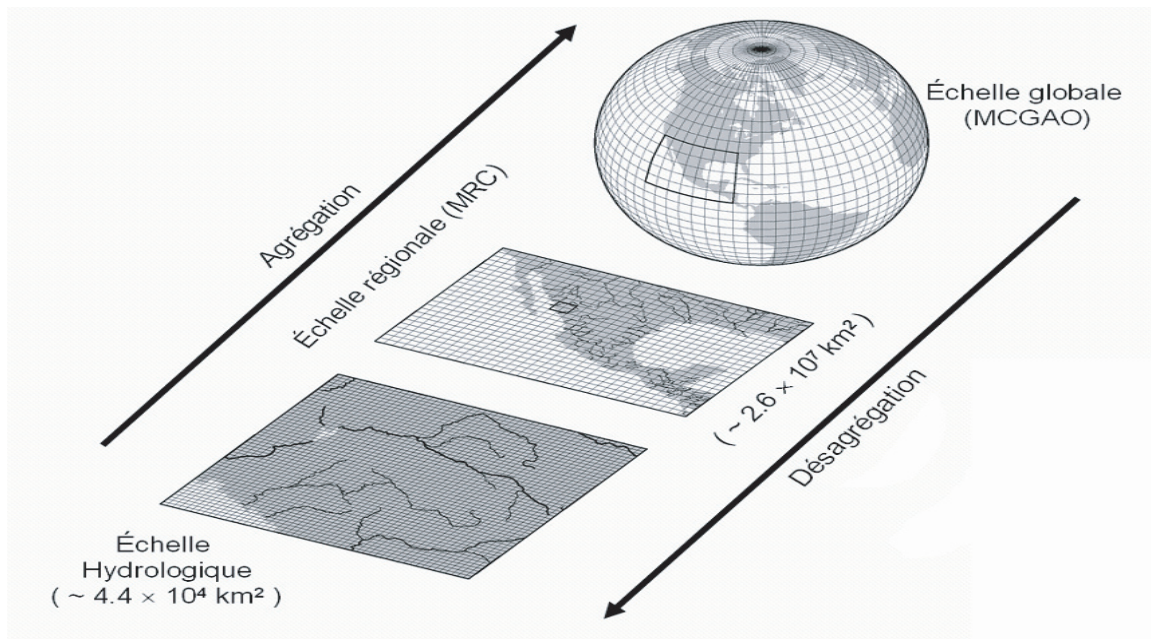 Échelle globale
(MCGAO)
Agrégation
Échelle régionale (MRC)
( ~ 2.6 × 10⁷ km² )
Désagrégation
Échelle
Hydrologique
( ~ 4.4 × 10⁴ km² )